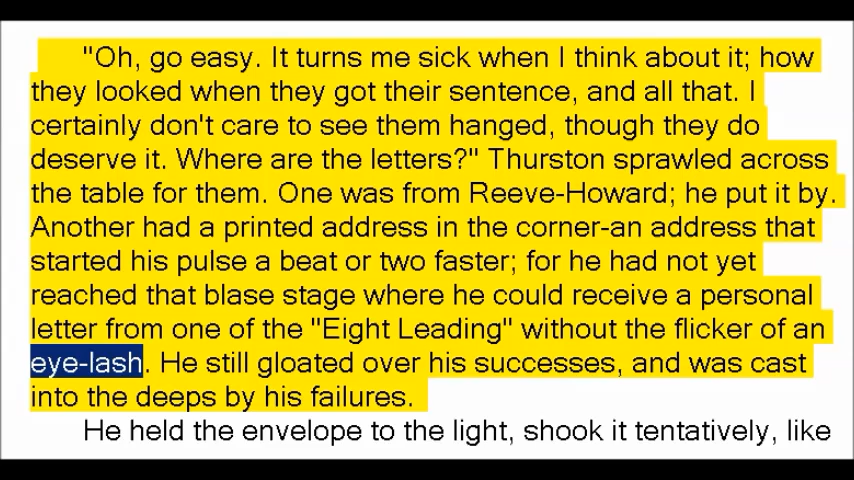 "Oh, go easy. It turns me sick when I think about it; how
they looked when they got their sentence, and all that. I
certainly don't care to see them hanged, though they do
deserve it. Where are the letters?" Thurston sprawled across
the table for them. One was from Reeve-Howard; he put it by.
Another had a printed address in the corner-an address that
started his pulse a beat or two faster; for he had not yet
reached that blase stage where he could receive a personal
letter from one of the "Eight Leading" without the flicker of an
eye-lash. He still gloated over his successes, and was cast
into the deeps by his failures.
He held the envelope to the light, shook it tentatively, like